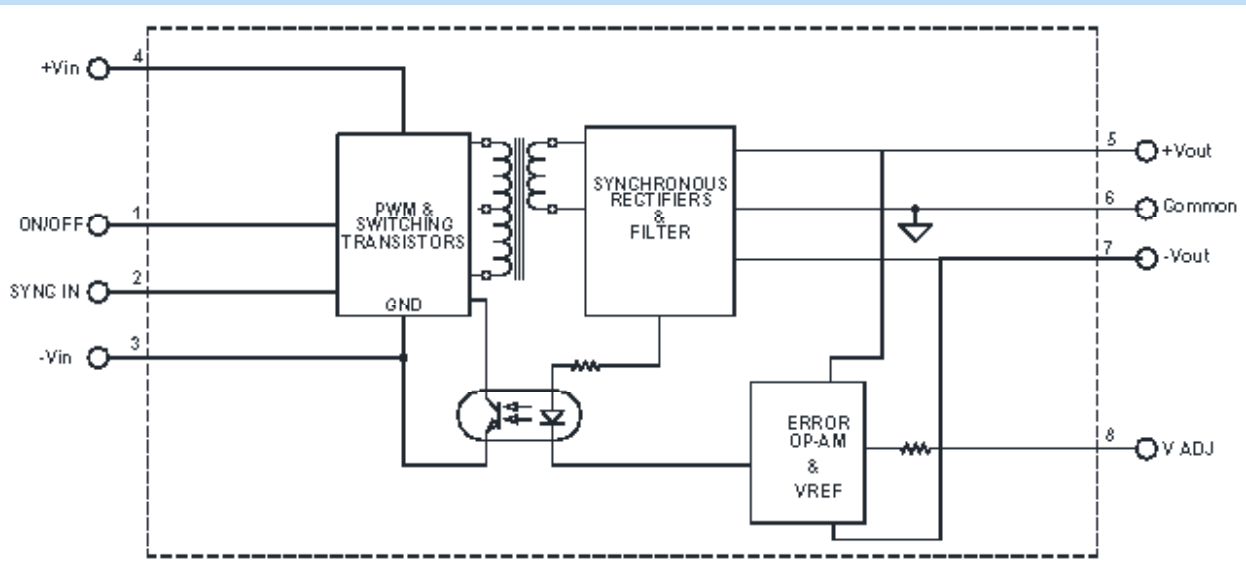 +Vin
4
ON/OFF
1
SYNC IN
2
-Vin
3
PWM &
SWITCHING
TRANSISTORS
GND
SYNCHRONOUS
RECTIFIERS
&
FILTER
5
+Vout
6
Common
7
-Vout
ERROR
OP-AM
&
VREF
8
V ADJ